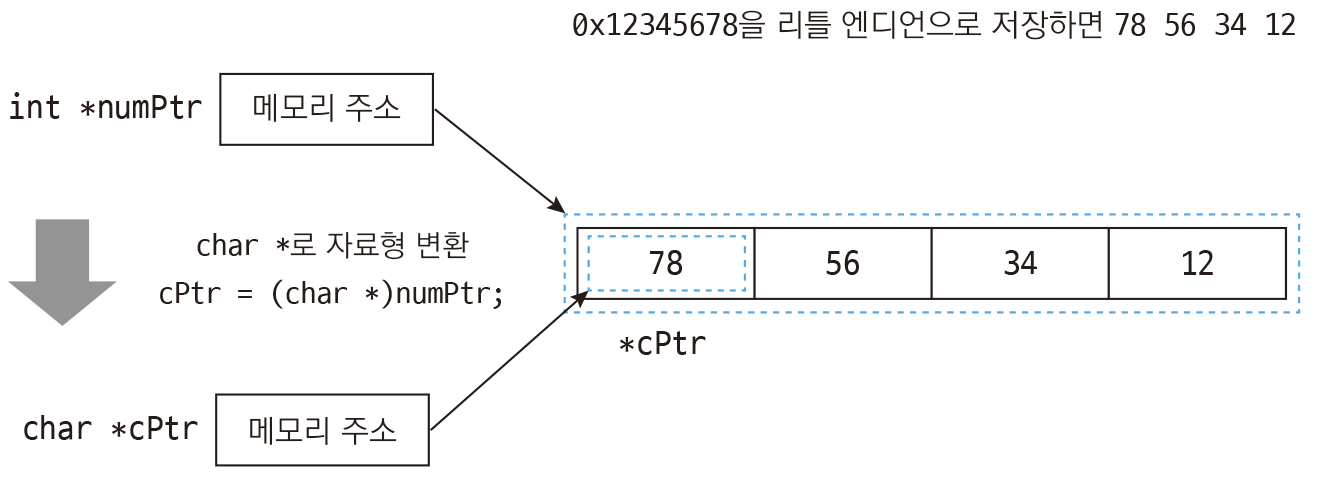 0x12345678을 리틀 엔디언으로 저장하면 78 56 34 12
int *numPtr
메모리 주소
char *로 자료형 변환
cPtr = (char *)numPtr;
78 56 34 12
*cPtr
char *cPtr
메모리 주소